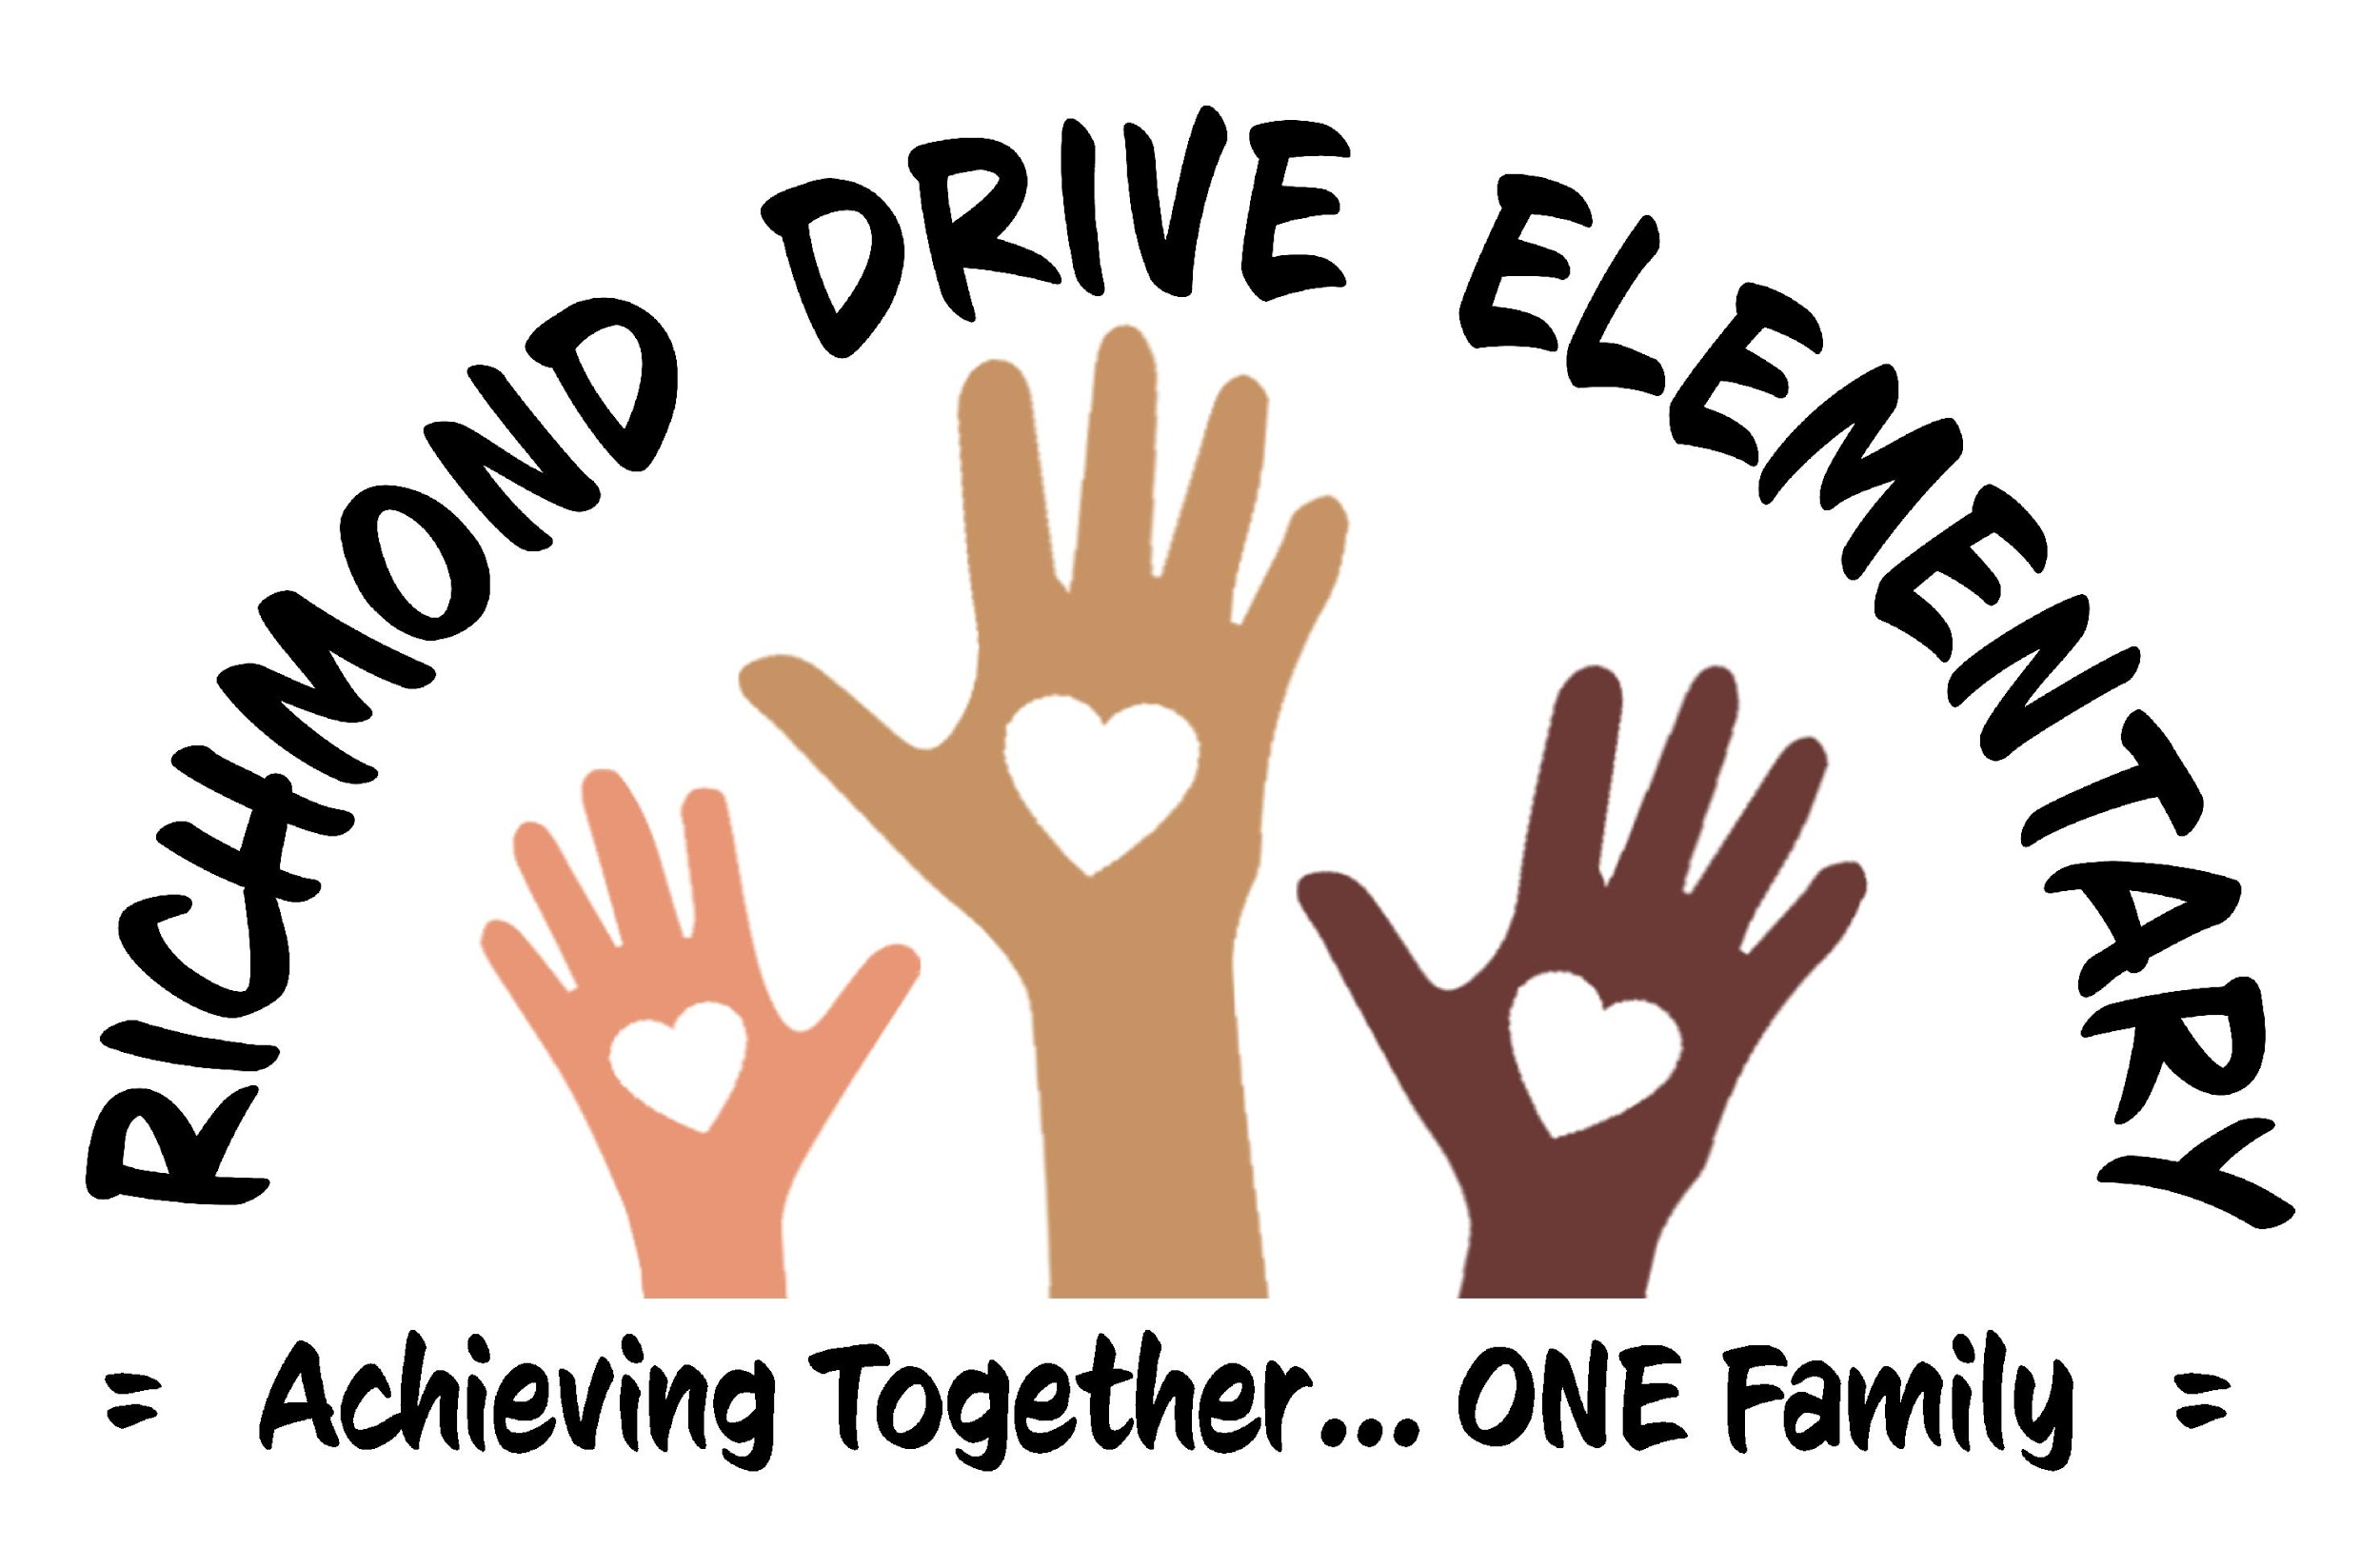 RICHMOND DRIVE ELEMENTARY
= Achieving Together... ONE Family =